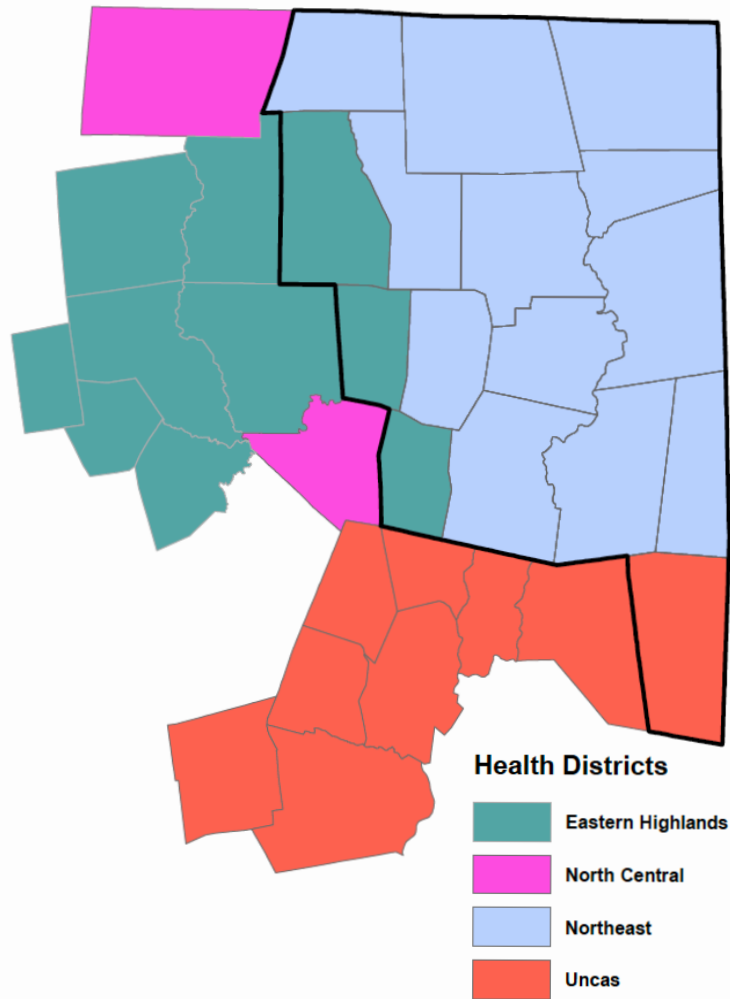 Health Districts
Eastern Highlands
North Central
Northeast
Uncas